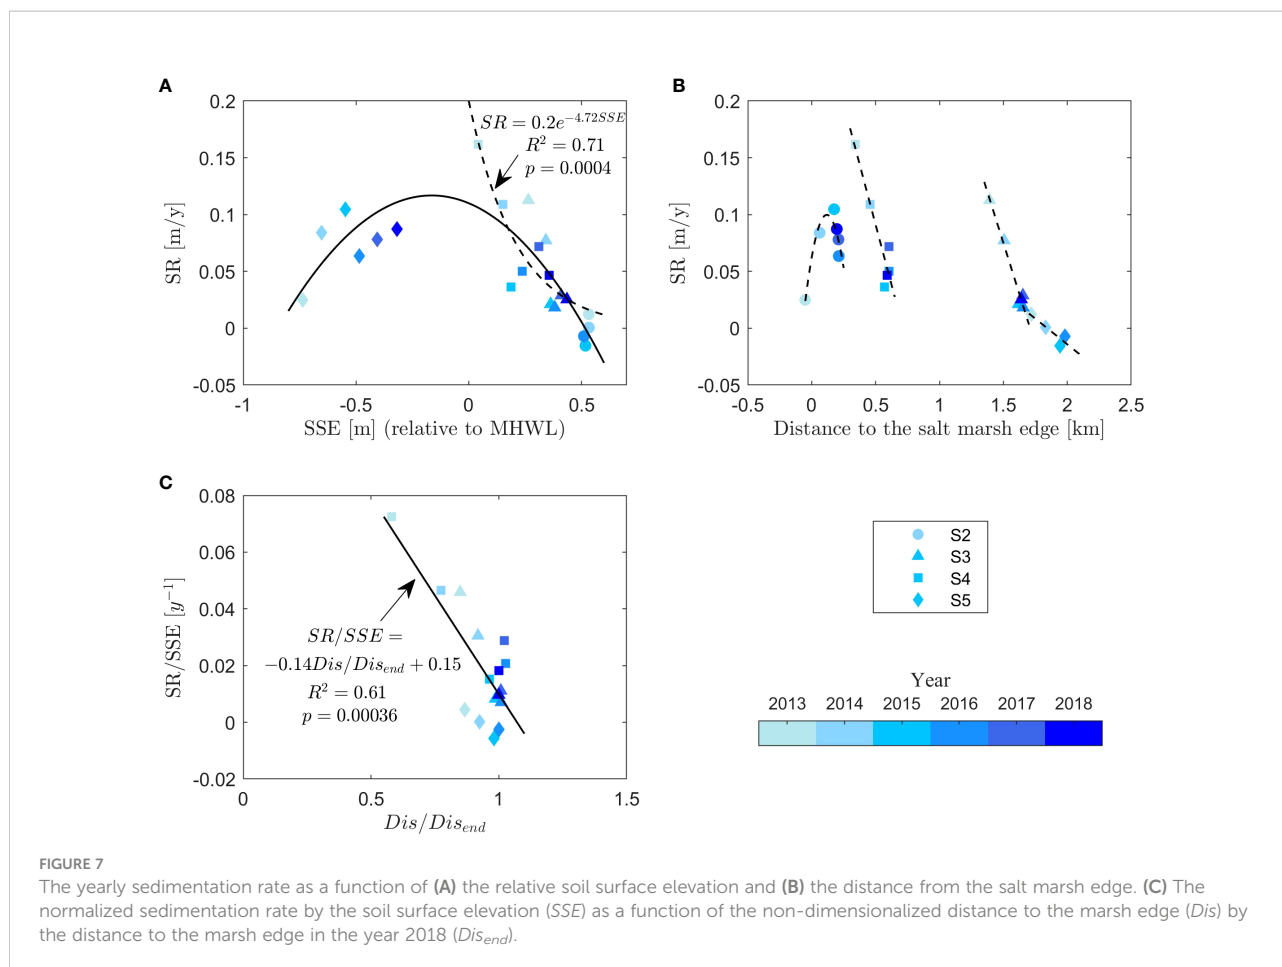 A
0.2
0.15
0.1
0.05
0
-0.05
-1
-0.5
0
0.5
SR [m/y]
SSE [m] (relative to MHWL)
SR = 0.2e^{-4.72SSE}
R² = 0.71
p = 0.0004
B
0.2
0.15
0.1
0.05
0
-0.05
-0.5
0
0.5
1
1.5
2
2.5
SR [m/y]
Distance to the salt marsh edge [km]
C
0.08
0.06
0.04
0.02
0
-0.02
0
0.5
1
1.5
SR/SSE [y⁻¹]
Dis/Dis_{end}
SR/SSE =
−0.14Dis/Dis_{end} + 0.15
R² = 0.61
p = 0.00036
S2
S3
S4
S5
Year
2013 2014 2015 2016 2017 2018
FIGURE 7
The yearly sedimentation rate as a function of (A) the relative soil surface elevation and (B) the distance from the salt marsh edge. (C) The
normalized sedimentation rate by the soil surface elevation (SSE) as a function of the non-dimensionalized distance to the marsh edge (Dis) by
the distance to the marsh edge in the year 2018 (Dis_{end}).